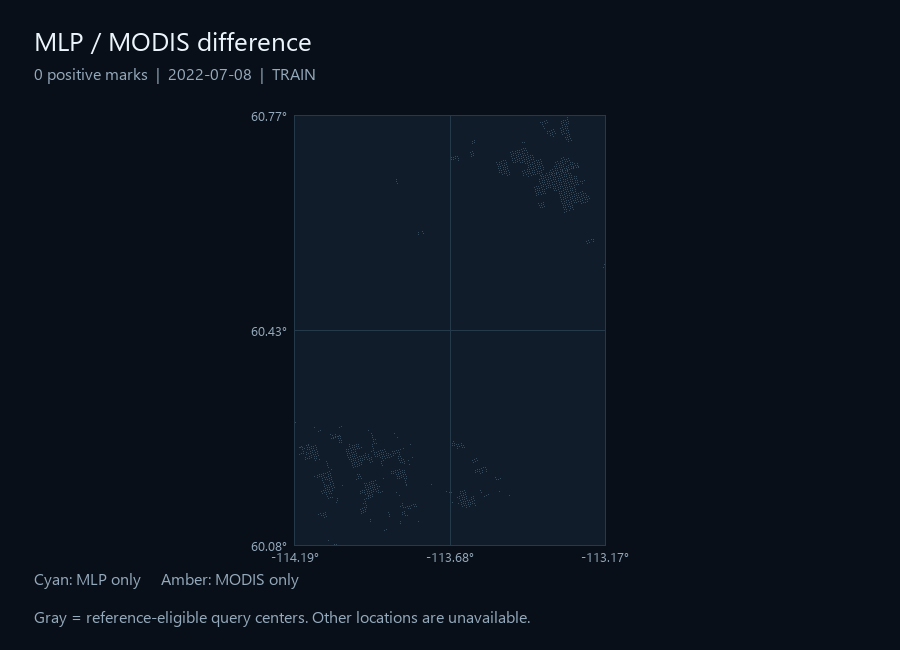 MLP / MODIS difference
0 positive marks | 2022-07-08 | TRAIN
60.77°
60.43°
60.08°
-114.19° -113.68° -113.17°
Cyan: MLP only Amber: MODIS only
Gray = reference-eligible query centers. Other locations are unavailable.